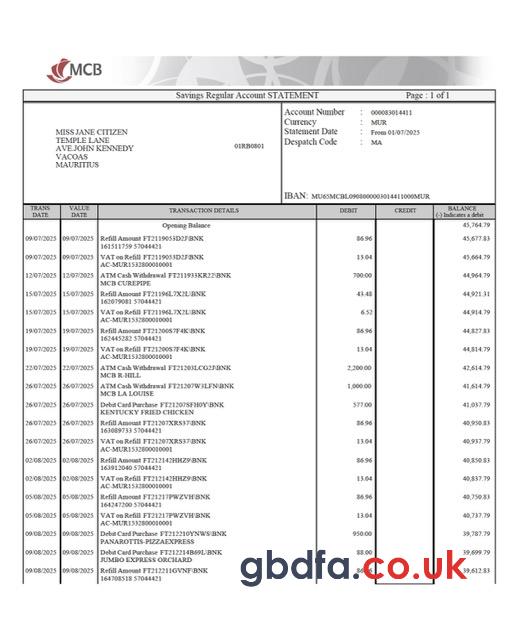 MCB
Savings Regular Account STATEMENT Page : 1 of 1
MISS JANE CITIZEN
TEMPLE LANE
AVE JOHN KENNEDY
VACOAS
MAURITIUS
01RB0801
Account Number : 000083014411
Currency : MUR
Statement Date : From 01/07/2025
Despatch Code : MA
IBAN: MU65MCBL0908000003014411000MUR
TRANS DATE VALUE DATE TRANSACTION DETAILS DEBIT CREDIT BALANCE (-) Indicates a debit
Opening Balance 45,764.79
09/07/2025 09/07/2025 Refill Amount FT2119053D2J\BNK 86.96 45,677.83
161511759 57044421
09/07/2025 09/07/2025 VAT on Refill FT2119053D2J\BNK 13.04 45,664.79
AC-MUR1532800010001
12/07/2025 12/07/2025 ATM Cash Withdrawal FT211933KR22\BNK 700.00 44,964.79
MCB CUREPIPE
15/07/2025 15/07/2025 Refill Amount FT21196L7X2L\BNK 43.48 44,921.31
162079081 57044421
15/07/2025 15/07/2025 VAT on Refill FT21196L7X2L\BNK 6.52 44,914.79
AC-MUR1532800010001
19/07/2025 19/07/2025 Refill Amount FT21200S7F4K\BNK 86.96 44,827.83
162445282 57044421
19/07/2025 19/07/2025 VAT on Refill FT21200S7F4K\BNK 13.04 44,814.79
AC-MUR1532800010001
22/07/2025 22/07/2025 ATM Cash Withdrawal FT21203LCG2J\BNK 2,200.00 42,614.79
MCB R-HILL
26/07/2025 26/07/2025 ATM Cash Withdrawal FT21207W3LFN\BNK 1,000.00 41,614.79
MCB LA LOUISE
26/07/2025 26/07/2025 Debit Card Purchase FT21207SFH0Y\BNK 577.00 41,037.79
KENTUCKY FRIED CHICKEN
26/07/2025 26/07/2025 Refill Amount FT21207XRS37\BNK 86.96 40,950.83
163089733 57044421
26/07/2025 26/07/2025 VAT on Refill FT21207XRS37\BNK 13.04 40,937.79
AC-MUR1532800010001
02/08/2025 02/08/2025 Refill Amount FT212142HHZ9\BNK 86.96 40,850.83
163912040 57044421
02/08/2025 02/08/2025 VAT on Refill FT212142HHZ9\BNK 13.04 40,837.79
AC-MUR1532800010001
05/08/2025 05/08/2025 Refill Amount FT21217PWZVH\BNK 86.96 40,750.83
164247200 57044421
05/08/2025 05/08/2025 VAT on Refill FT21217PWZVH\BNK 13.04 40,737.79
AC-MUR1532800010001
09/08/2025 09/08/2025 Debit Card Purchase FT212210YNWS\BNK 950.00 39,787.79
PANAROTTIS-PIZZAEXPRESS
09/08/2025 09/08/2025 Debit Card Purchase FT212214B69L\BNK 88.00 39,699.79
JUMBO EXPRESS ORCHARD
09/08/2025 09/08/2025 Refill Amount FT212211GVNF\BNK 39,612.83
164708518 57044421
gbdfa.co.uk